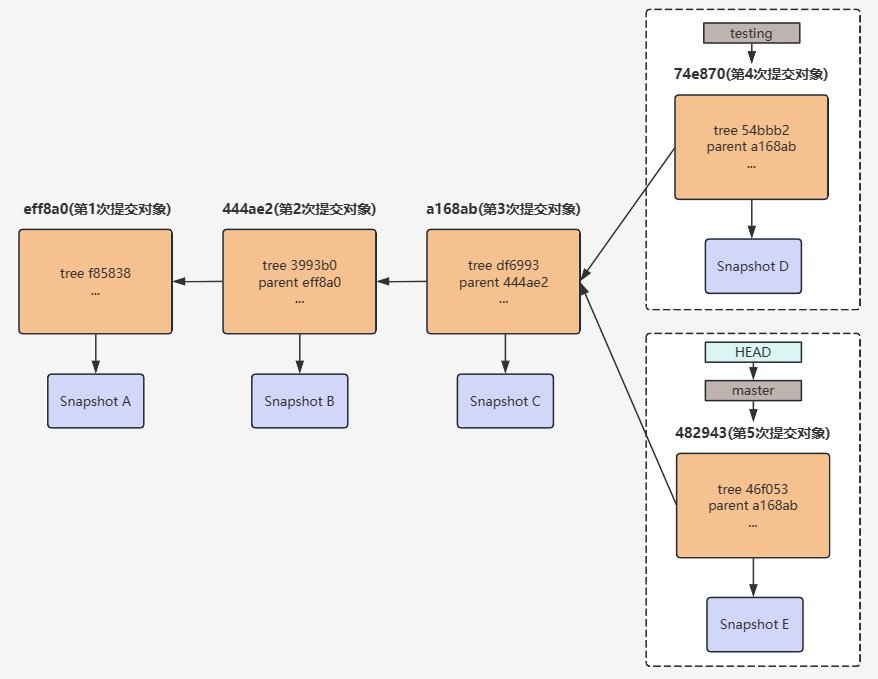 eff8a0(第1次提交对象)
tree f85838
...
Snapshot A
444ae2(第2次提交对象)
tree 3993b0
parent eff8a0
...
Snapshot B
a168ab(第3次提交对象)
tree df6993
parent 444ae2
...
Snapshot C
testing
74e870(第4次提交对象)
tree 54bbb2
parent a168ab
...
Snapshot D
HEAD
master
482943(第5次提交对象)
tree 46f053
parent a168ab
...
Snapshot E